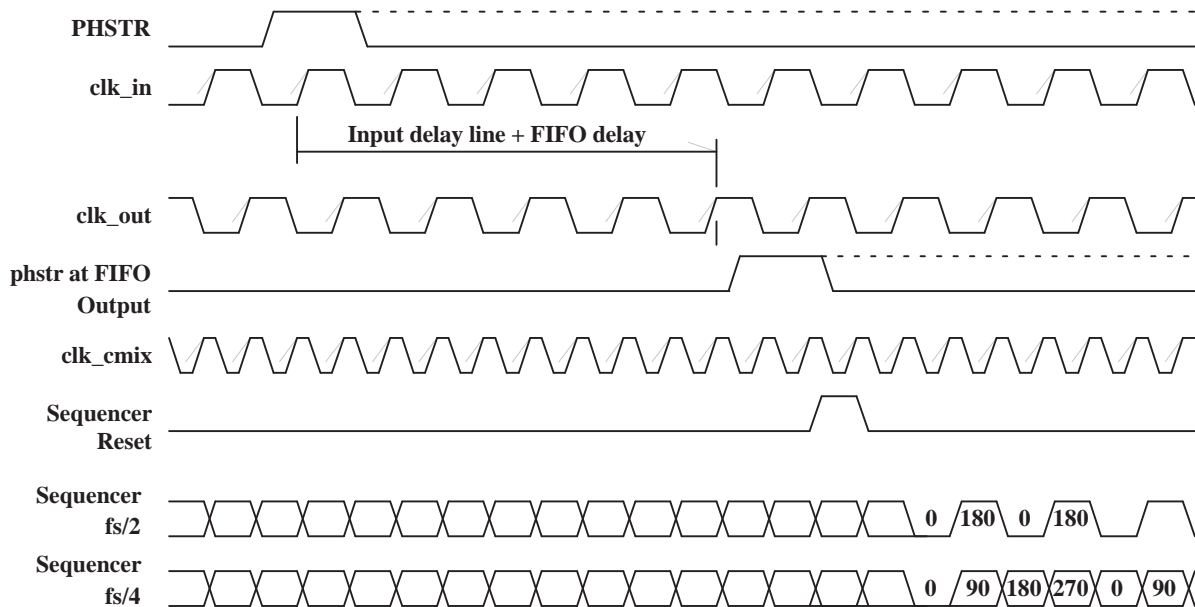 PHSTR
clk_in
Input delay line + FIFO delay
clk_out
phstr at FIFO
Output
clk_cmix
Sequencer
Reset
Sequencer
fs/2
0 180 0 180
Sequencer
fs/4
0 90 180 270 0 90